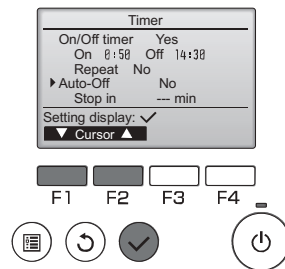 Timer
On/Off timer Yes
On 8:50 Off 14:30
Repeat No
Auto-Off No
Stop in --- min
Setting display:
Cursor
F1 F2 F3 F4